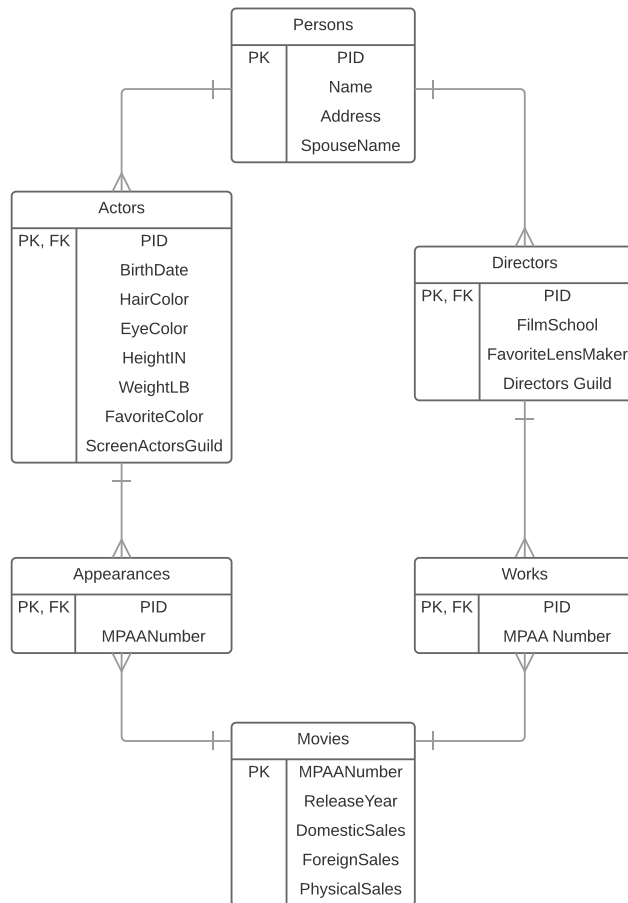 Persons
PK PID
Name
Address
SpouseName
Actors
PK, FK PID
BirthDate
HairColor
EyeColor
HeightIN
WeightLB
FavoriteColor
ScreenActorsGuild
Directors
PK, FK PID
FilmSchool
FavoriteLensMaker
Directors Guild
Appearances
PK, FK PID
MPAANumber
Works
PK, FK PID
MPAA Number
Movies
PK MPAANumber
ReleaseYear
DomesticSales
ForeignSales
PhysicalSales